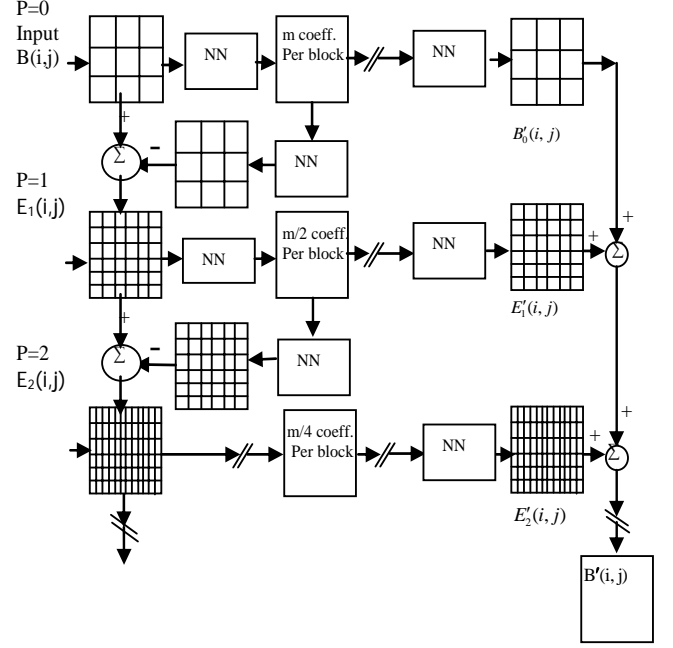 P=0
Input
B(i,j)
NN
m coeff.
Per block
NN
B′0(i, j)
+
Σ
−
NN
P=1
E1(i,j)
NN
m/2 coeff.
Per block
NN
E′1(i, j)
+
+
Σ
+
Σ
−
NN
P=2
E2(i,j)
m/4 coeff.
Per block
NN
E′2(i, j)
+
+
Σ
B′(i, j)